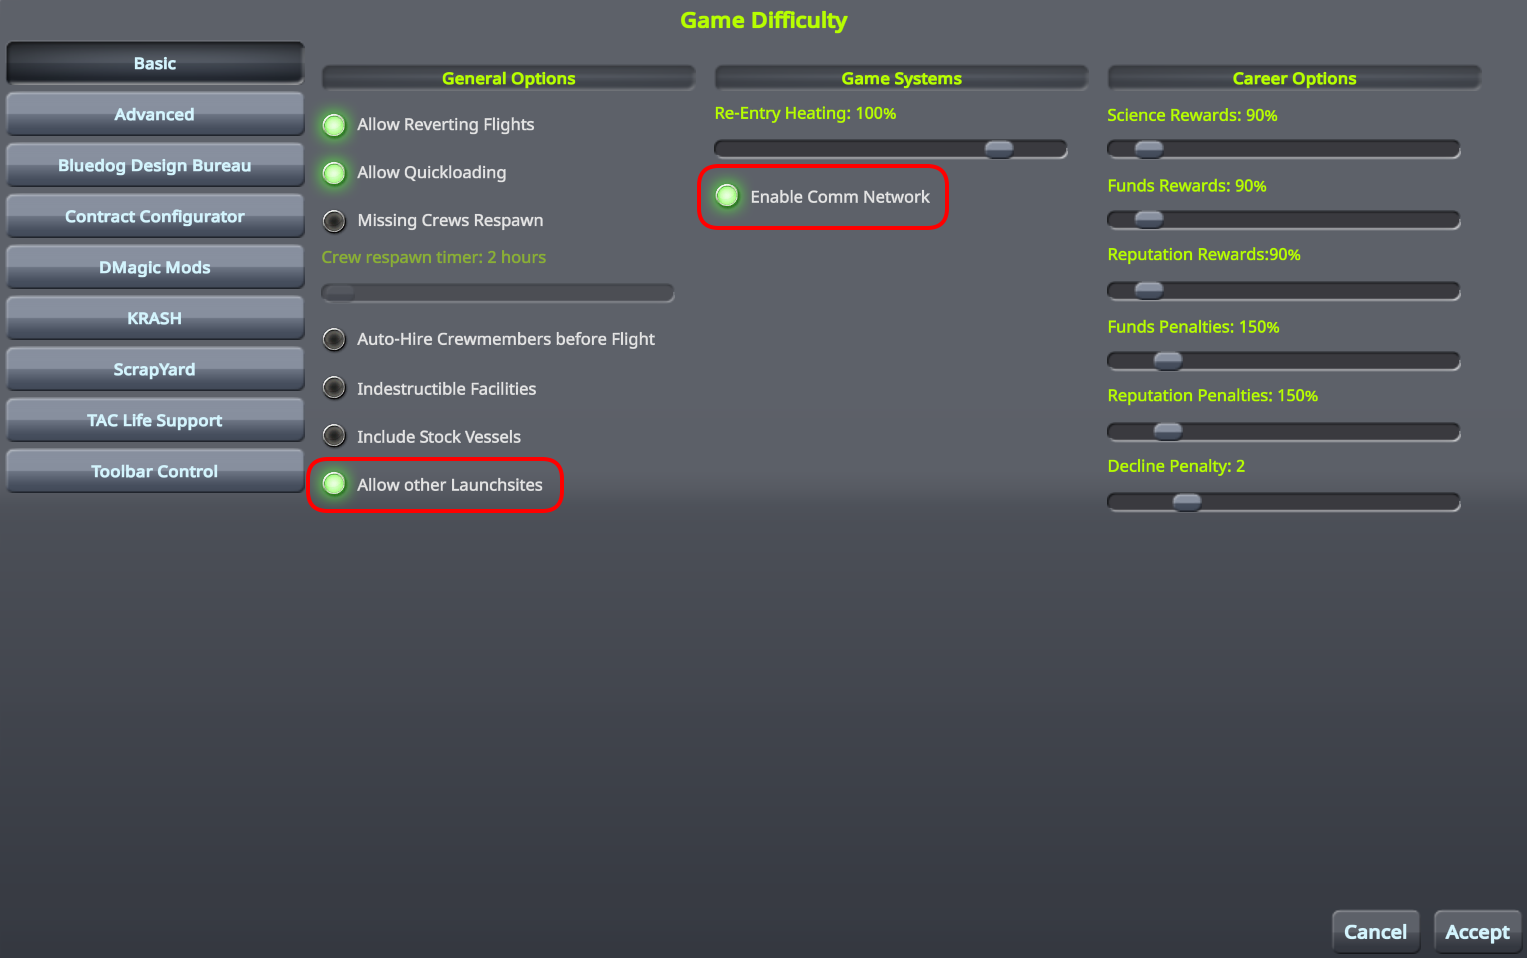 Game Difficulty
Basic
Advanced
Bluedog Design Bureau
Contract Configurator
DMagic Mods
KRASH
ScrapYard
TAC Life Support
Toolbar Control
General Options
Allow Reverting Flights
Allow Quickloading
Missing Crews Respawn
Crew respawn timer: 2 hours
Auto-Hire Crewmembers before Flight
Indestructible Facilities
Include Stock Vessels
Allow other Launchsites
Game Systems
Re-Entry Heating: 100%
Enable Comm Network
Career Options
Science Rewards: 90%
Funds Rewards: 90%
Reputation Rewards:90%
Funds Penalties: 150%
Reputation Penalties: 150%
Decline Penalty: 2
Cancel
Accept